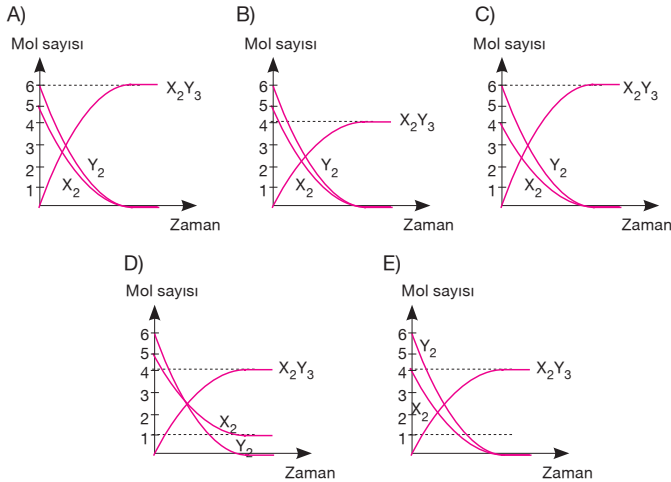 A)
Mol sayısı
6
5
4
3
2
1
X₂Y₃
Y₂
X₂
Zaman
B)
Mol sayısı
6
5
4
3
2
1
X₂Y₃
Y₂
X₂
Zaman
C)
Mol sayısı
6
5
4
3
2
1
X₂Y₃
Y₂
X₂
Zaman
D)
Mol sayısı
6
5
4
3
2
1
X₂Y₃
X₂
Y₂
Zaman
E)
Mol sayısı
6
5
4
3
2
1
Y₂
X₂Y₃
X₂
Zaman